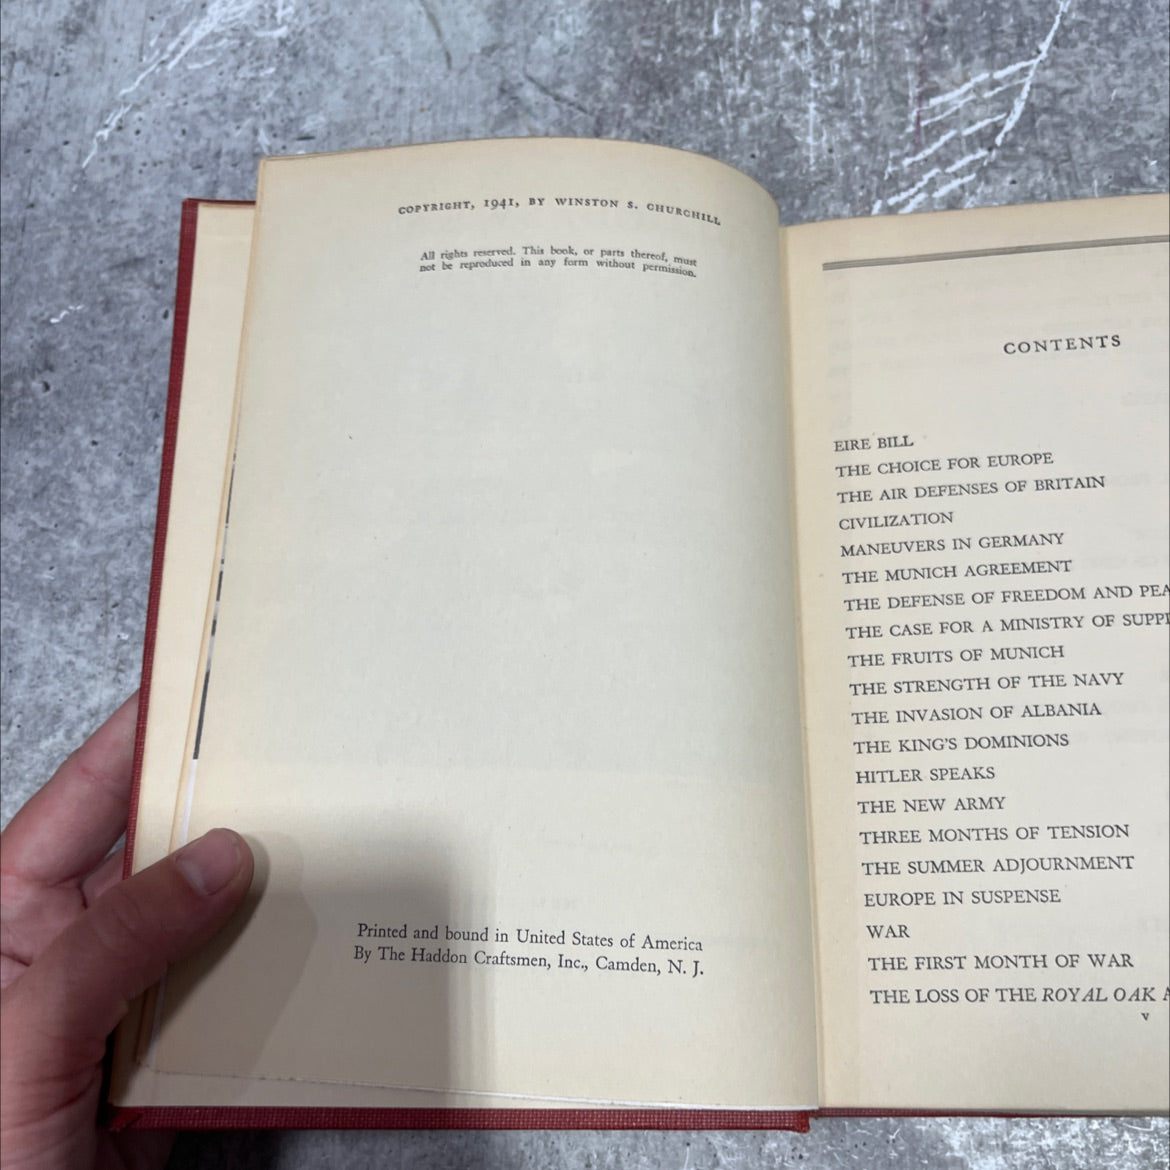 COPYRIGHT, 1941, BY WINSTON S. CHURCHILL
All rights reserved. This book, or parts thereof, must
not be reproduced in any form without permission.
Printed and bound in United States of America
By The Haddon Craftsmen, Inc., Camden, N. J.
CONTENTS
EIRE BILL
THE CHOICE FOR EUROPE
THE AIR DEFENSES OF BRITAIN
CIVILIZATION
MANEUVERS IN GERMANY
THE MUNICH AGREEMENT
THE DEFENSE OF FREEDOM AND PEA
THE CASE FOR A MINISTRY OF SUPPL
THE FRUITS OF MUNICH
THE STRENGTH OF THE NAVY
THE INVASION OF ALBANIA
THE KING'S DOMINIONS
HITLER SPEAKS
THE NEW ARMY
THREE MONTHS OF TENSION
THE SUMMER ADJOURNMENT
EUROPE IN SUSPENSE
WAR
THE FIRST MONTH OF WAR
THE LOSS OF THE ROYAL OAK A
v